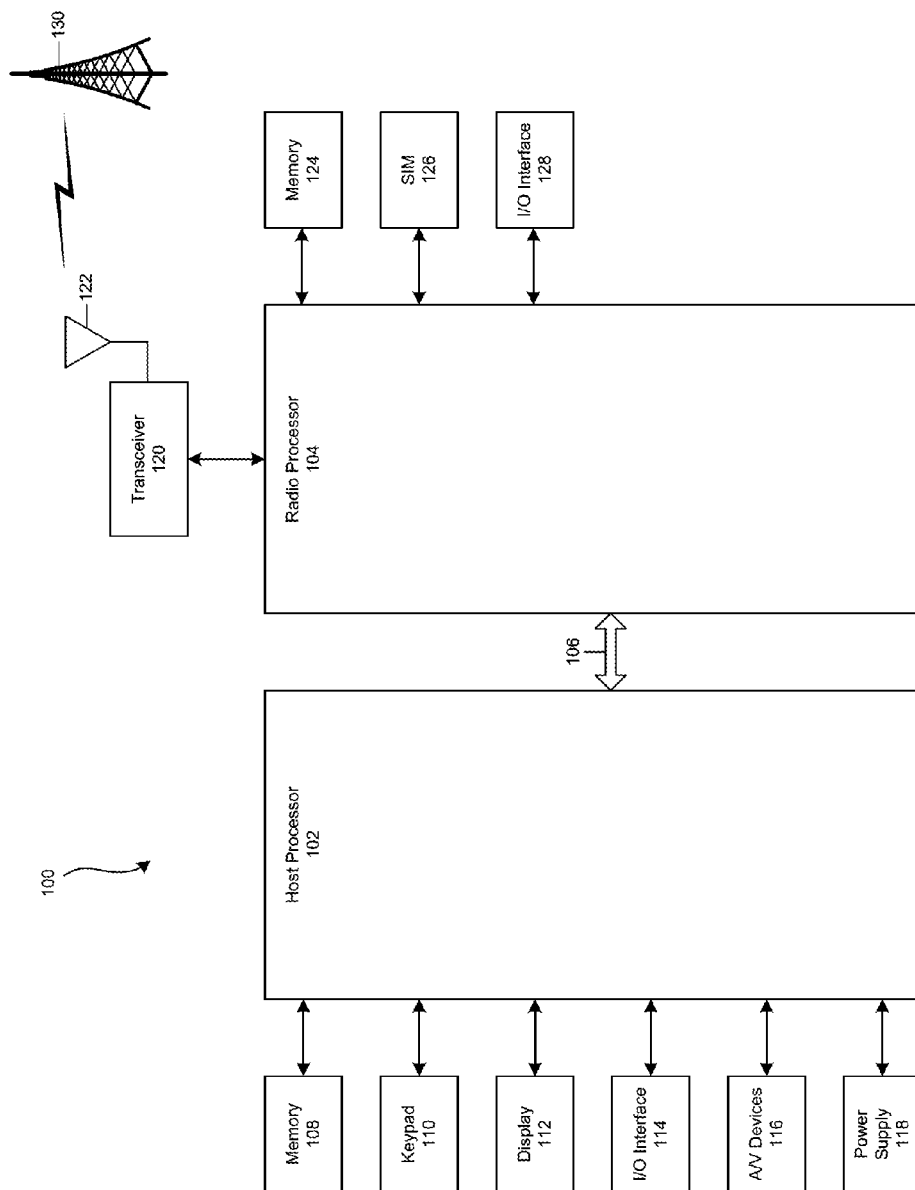 100
130
122
Transceiver
120
Memory
108
Keypad
110
Display
112
I/O Interface
114
A/V Devices
116
Power
Supply
118
Host Processor
102
106
Radio Processor
104
Memory
124
SIM
126
I/O Interface
128